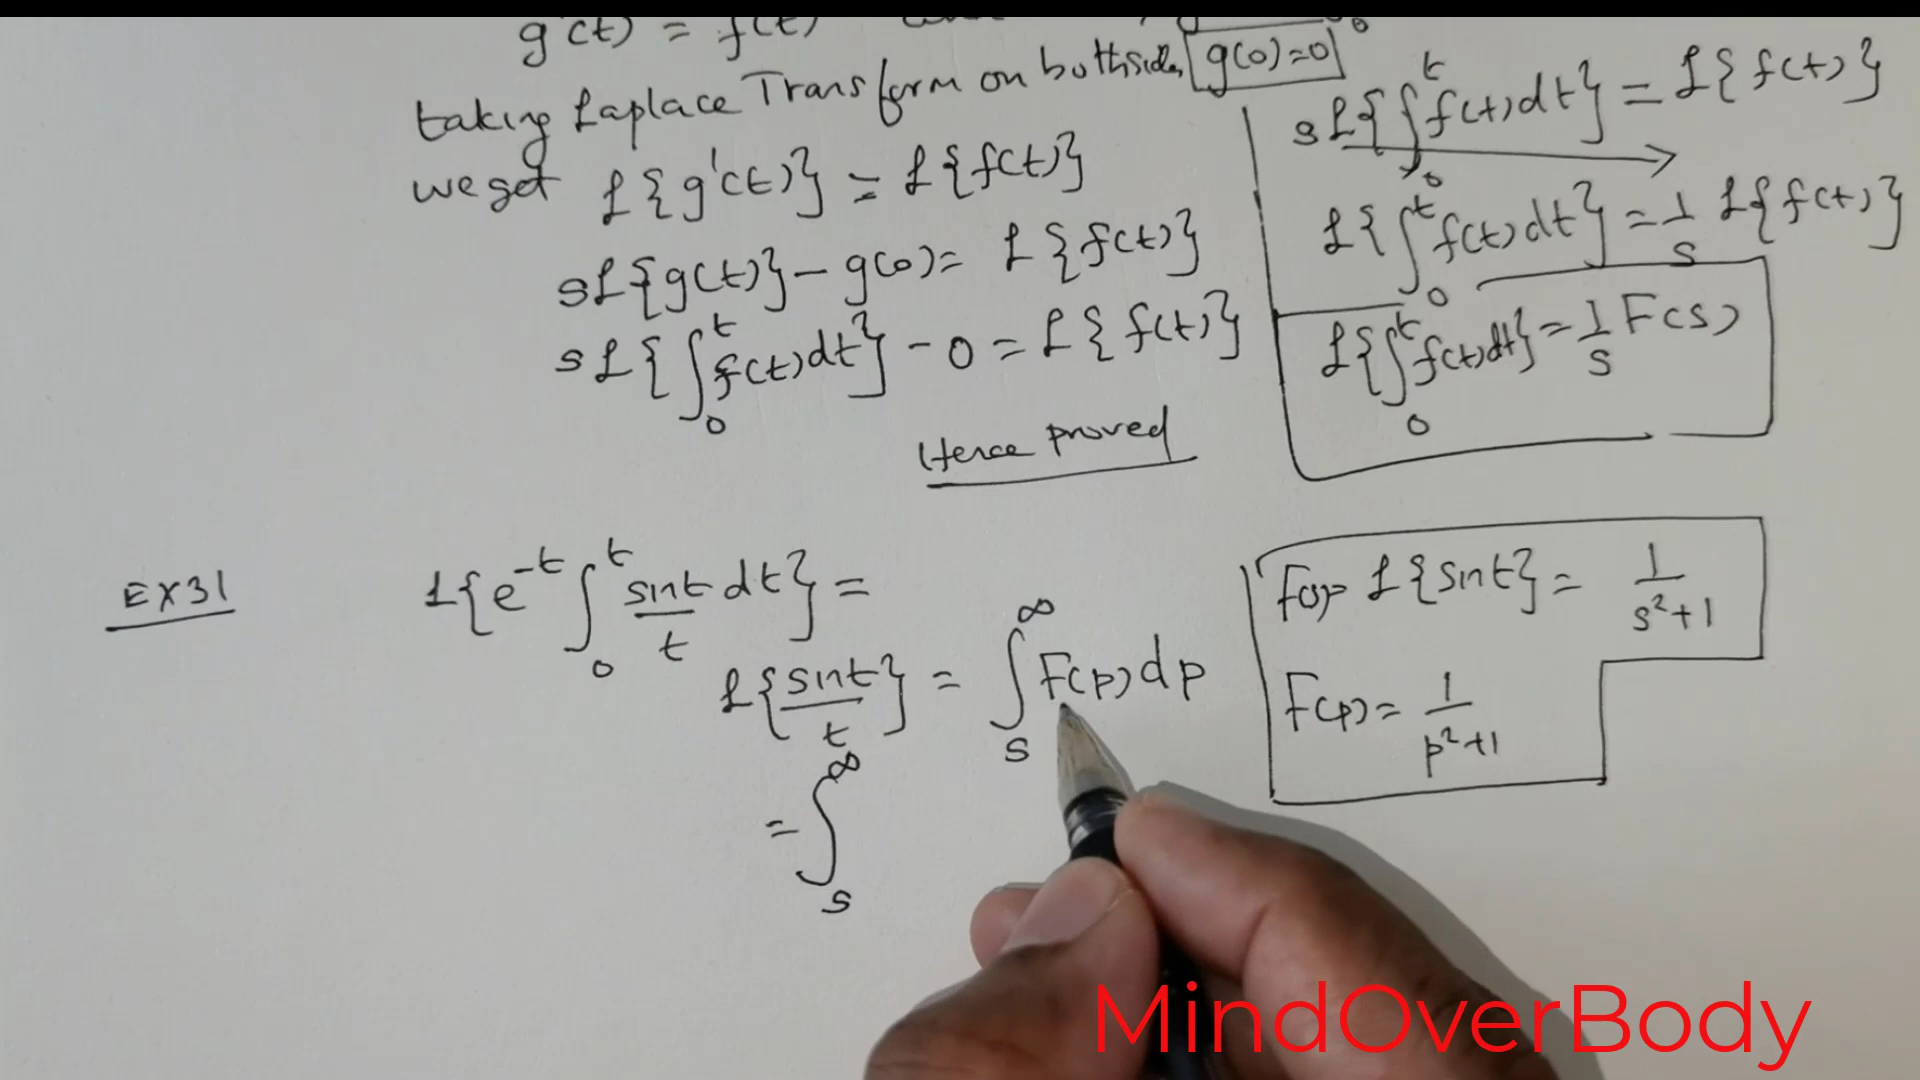 g'(t) = f(t)
taking Laplace Transform on bothside, g(0)=0
we get £{g'(t)} = £{f(t)}
s£{g(t)} - g(0) = £{f(t)}
s£{∫₀ᵗ f(t)dt} - 0 = £{f(t)}
Hence proved
s£{∫₀ᵗ f(t)dt} = £{f(t)}
£{∫₀ᵗ f(t)dt} = 1/s £{f(t)}
£{∫₀ᵗ f(t)dt} = 1/s F(s)
EX31 £{e^-t ∫₀ᵗ sint/t dt} =
£{sint/t} = ∫ₛ^∞ F(p)dp
= ∫ₛ^∞
F(s)= £{sint} = 1/s²+1
F(p) = 1/p²+1
MindOverBody